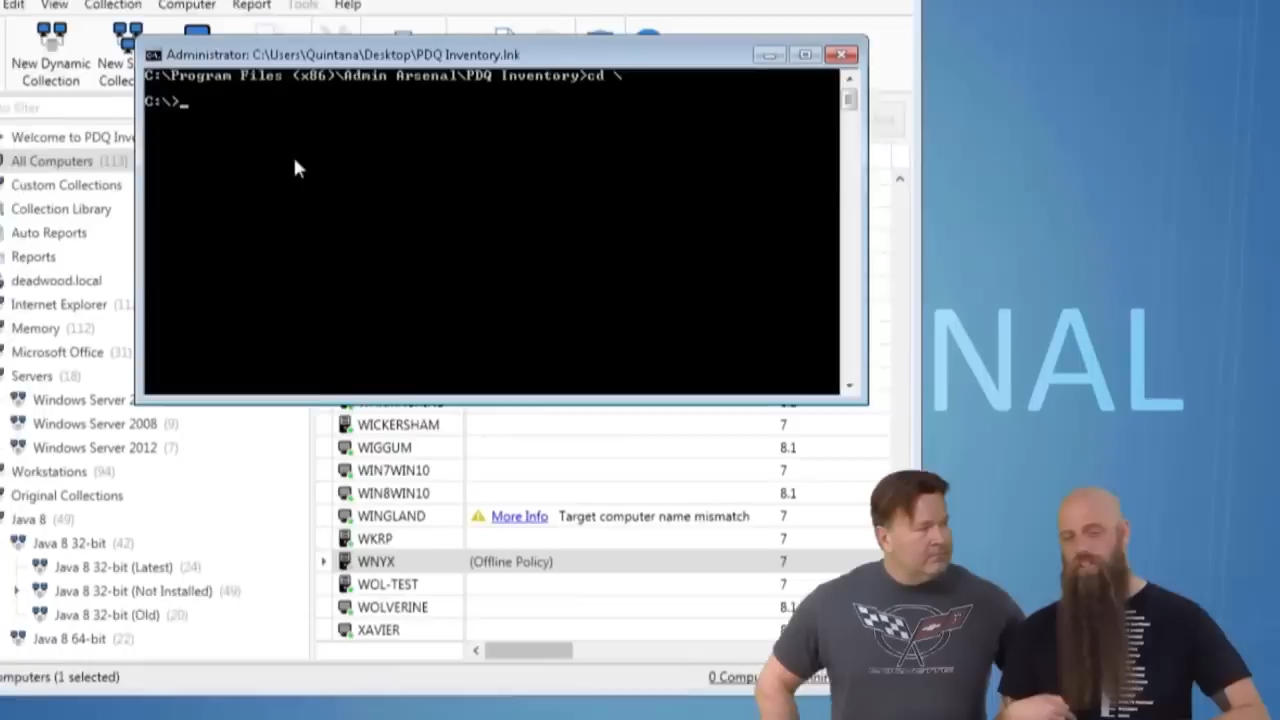 Edit View Collection Computer Report Tools Help
New Dynamic
Collection
New
Collec
Administrator: C:\Users\Quintana\Desktop\PDQ Inventory.lnk
C:\Program Files (x86)\Admin Arsenal\PDQ Inventory>cd \
C:\>_
filter
Welcome to PDQ Inve
All Computers (113)
Custom Collections
Collection Library
Auto Reports
Reports
deadwood.local
Internet Explorer (11
Memory (112)
Microsoft Office (31)
Servers (18)
Windows Server 2
Windows Server 2008 (9)
Windows Server 2012 (7)
Workstations (94)
Original Collections
Java 8 (49)
Java 8 32-bit (42)
Java 8 32-bit (Latest) (24)
Java 8 32-bit (Not Installed) (49)
Java 8 32-bit (Old) (20)
Java 8 64-bit (22)
WICKERSHAM 7
WIGGUM 8.1
WIN7WIN10 7
WIN8WIN10 8.1
WINGLAND More Info Target computer name mismatch 7
WKRP 7
WNYX (Offline Policy) 7
WOL-TEST 7
WOLVERINE 8.1
XAVIER
omputers (1 selected)
0 Compu
NAL
CORVETTE